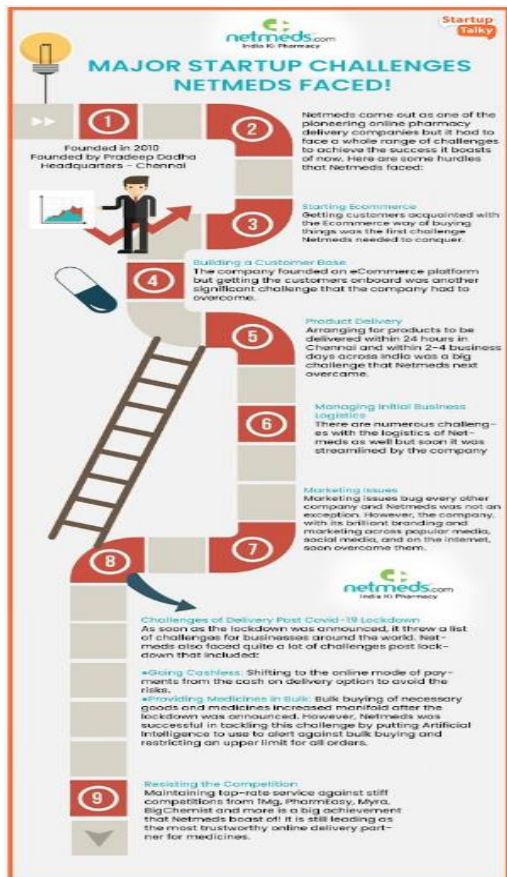 netmeds.com
India Ki Pharmacy
Startup
Talky
MAJOR STARTUP CHALLENGES
NETMEDS FACED!
1
Founded in 2010
Founded by Pradeep Dadha
Headquarters - Chennai
2
Netmeds came out as one of the
pioneering online pharmacy
delivery companies but it had to
face a whole range of challenges
to achieve the success it boasts
of now. Here are some hurdles
that Netmeds faced:
3
Starting Ecommerce
Getting customers acquainted with
the Ecommerce way of buying
things was the first challenge
Netmeds needed to conquer.
4
Building a Customer Base
The company founded an eCommerce platform
but getting the customers onboard was another
significant challenge that the company had to
overcome.
5
Product Delivery
Arranging for products to be
delivered within 24 hours in
Chennai and within 2-4 business
days across India was a big
challenge that Netmeds next
overcame.
6
Managing Initial Business
Logistics
There are numerous challeng-
es with the logistics of Net-
meds as well but soon it was
streamlined by the company
7
Marketing Issues
Marketing issues bug every other
company and Netmeds was not an
exception. However, the company,
with its brilliant branding and
marketing across popular media,
social media, and on the internet,
soon overcame them.
8
netmeds.com
India Ki Pharmacy
Challenges of Delivery Post Covid-19 Lockdown
As soon as the lockdown was announced, it threw a list
of challenges for businesses around the world. Net-
meds also faced quite a lot of challenges post lock-
down that included:
•Going Cashless: Shifting to the online mode of pay-
ments from the cash on delivery option to avoid the
risks.
•Providing Medicines in Bulk: Bulk buying of necessary
goods and medicines increased manifold after the
lockdown was announced. However, Netmeds was
successful in tackling this challenge by putting Artificial
Intelligence to use to alert against bulk buying and
restricting an upper limit for all orders.
9
Resisting the Competition
Maintaining top-rate service against stiff
competitions from 1Mg, PharmEasy, Myra,
BigChemist and more is a big achievement
that Netmeds boast of! It is still leading as
the most trustworthy online delivery part-
ner for medicines.